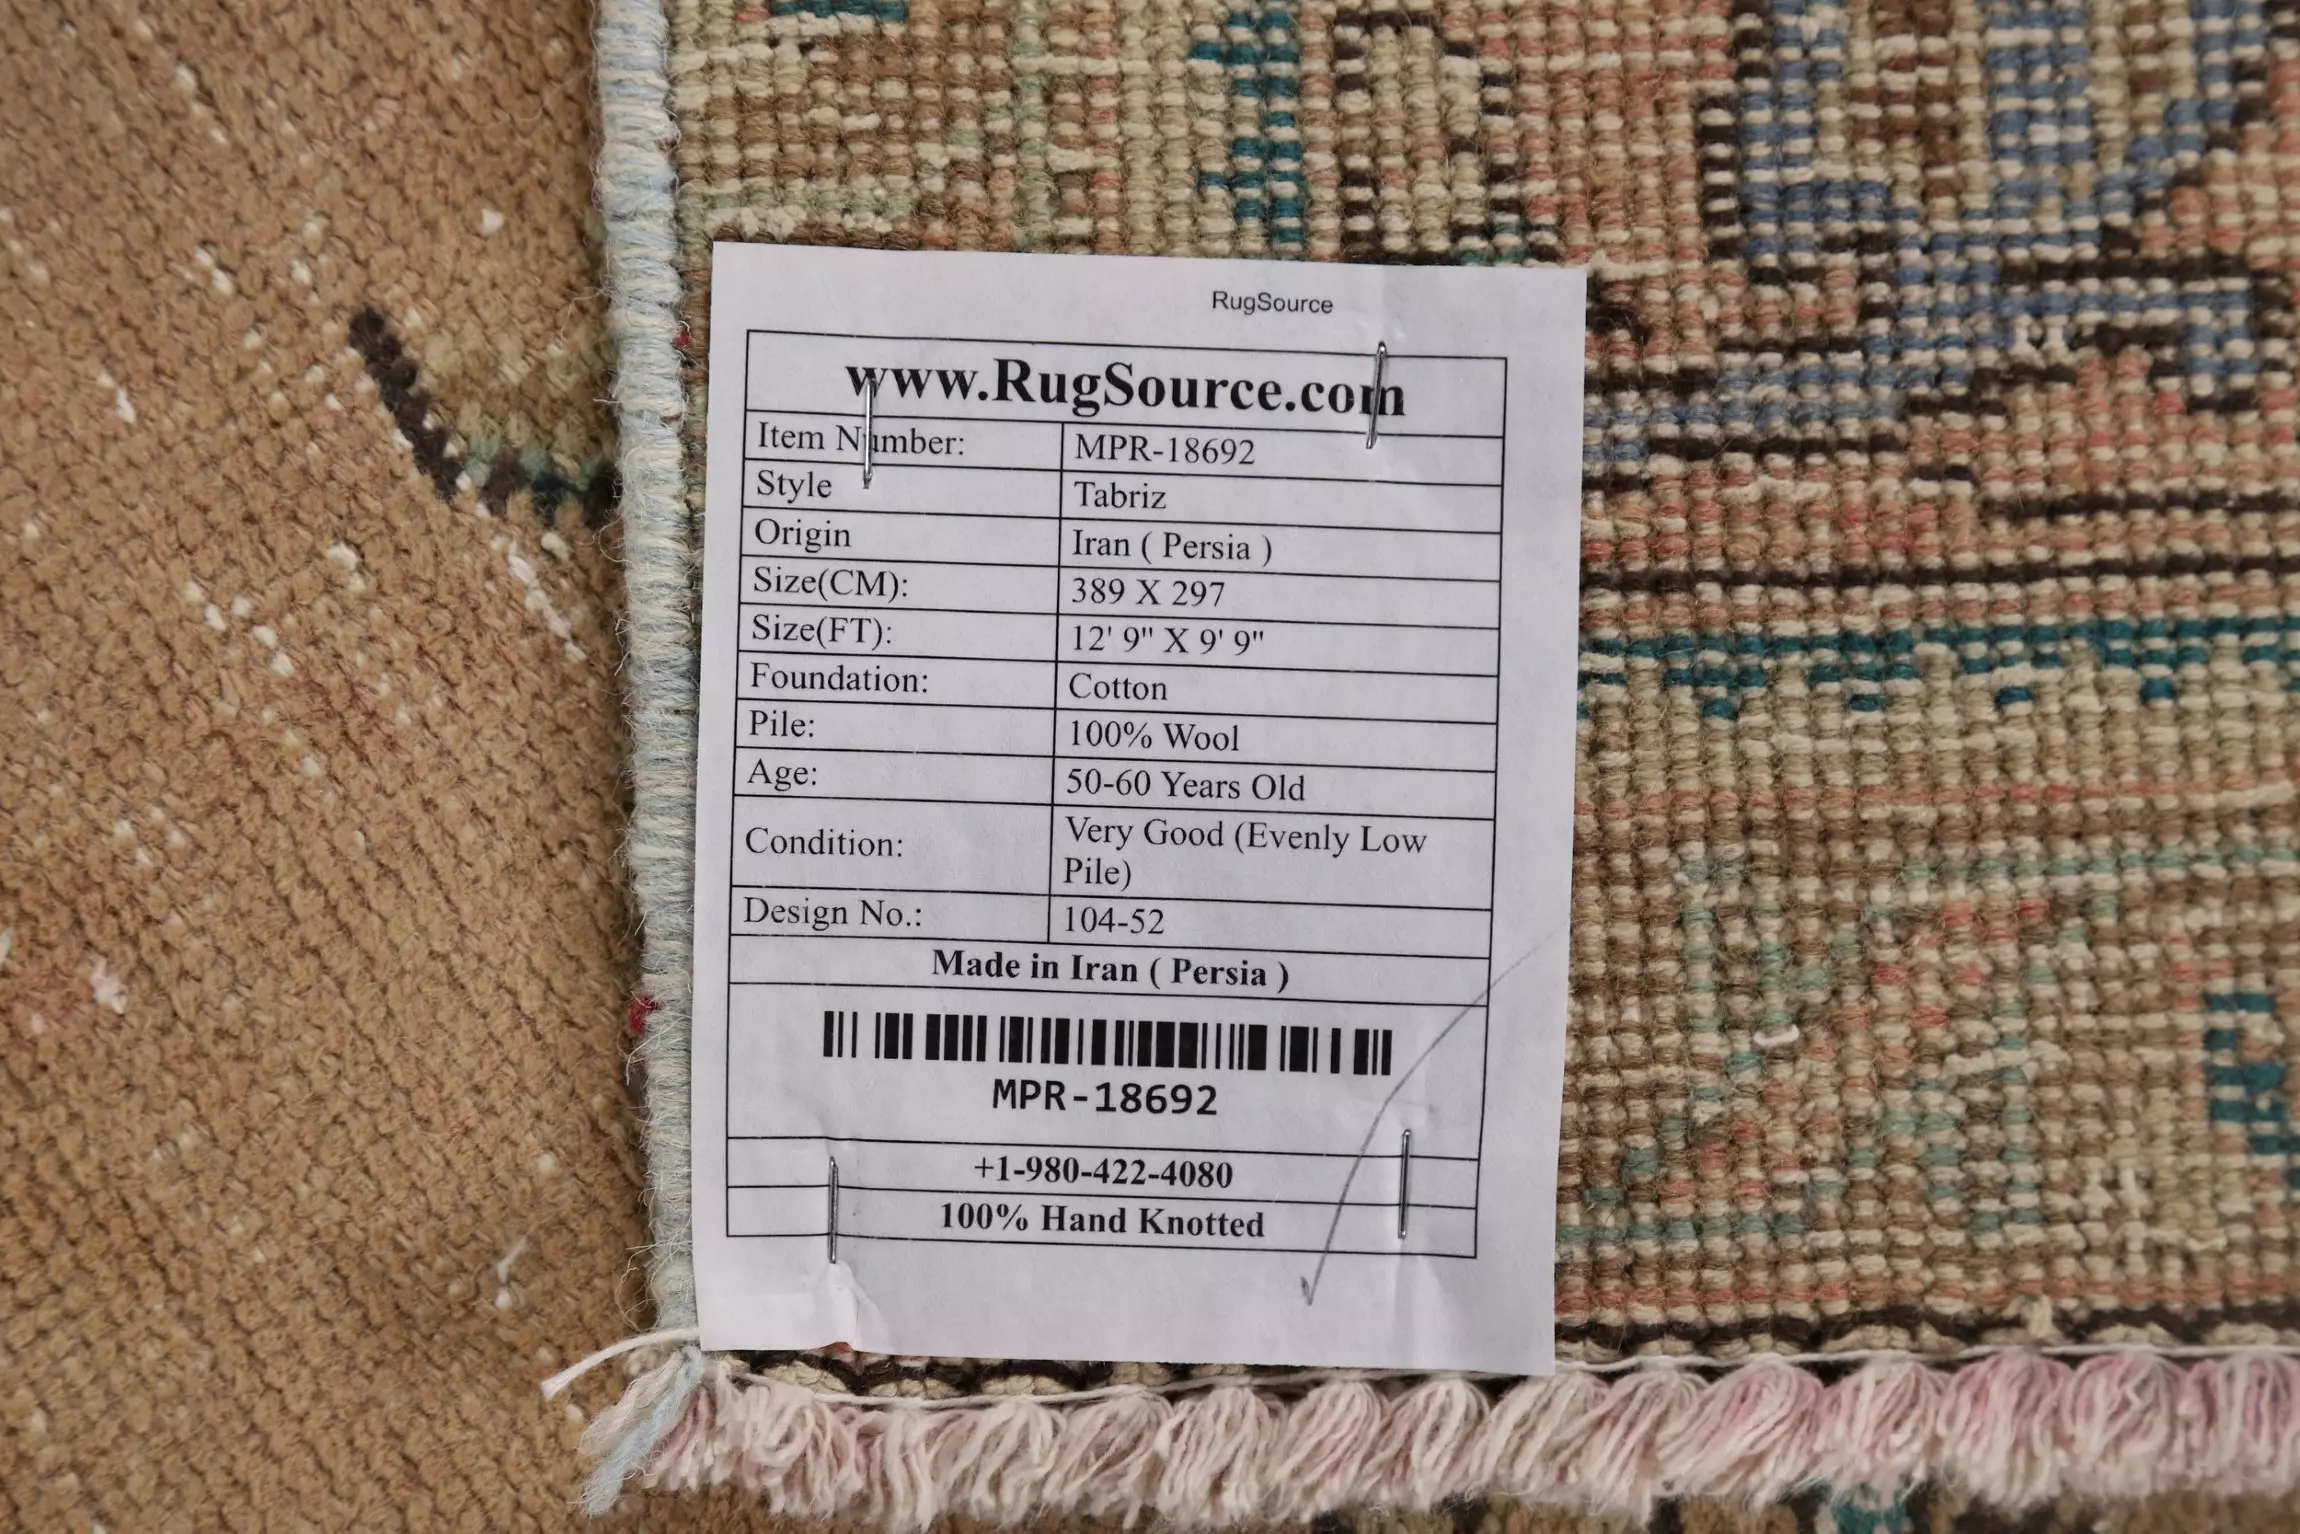 RugSource
www.RugSource.com
Item Number: MPR-18692
Style Tabriz
Origin Iran ( Persia )
Size(CM): 389 X 297
Size(FT): 12' 9" X 9' 9"
Foundation: Cotton
Pile: 100% Wool
Age: 50-60 Years Old
Condition: Very Good (Evenly Low
Pile)
Design No.: 104-52
Made in Iran ( Persia )
MPR-18692
+1-980-422-4080
100% Hand Knotted